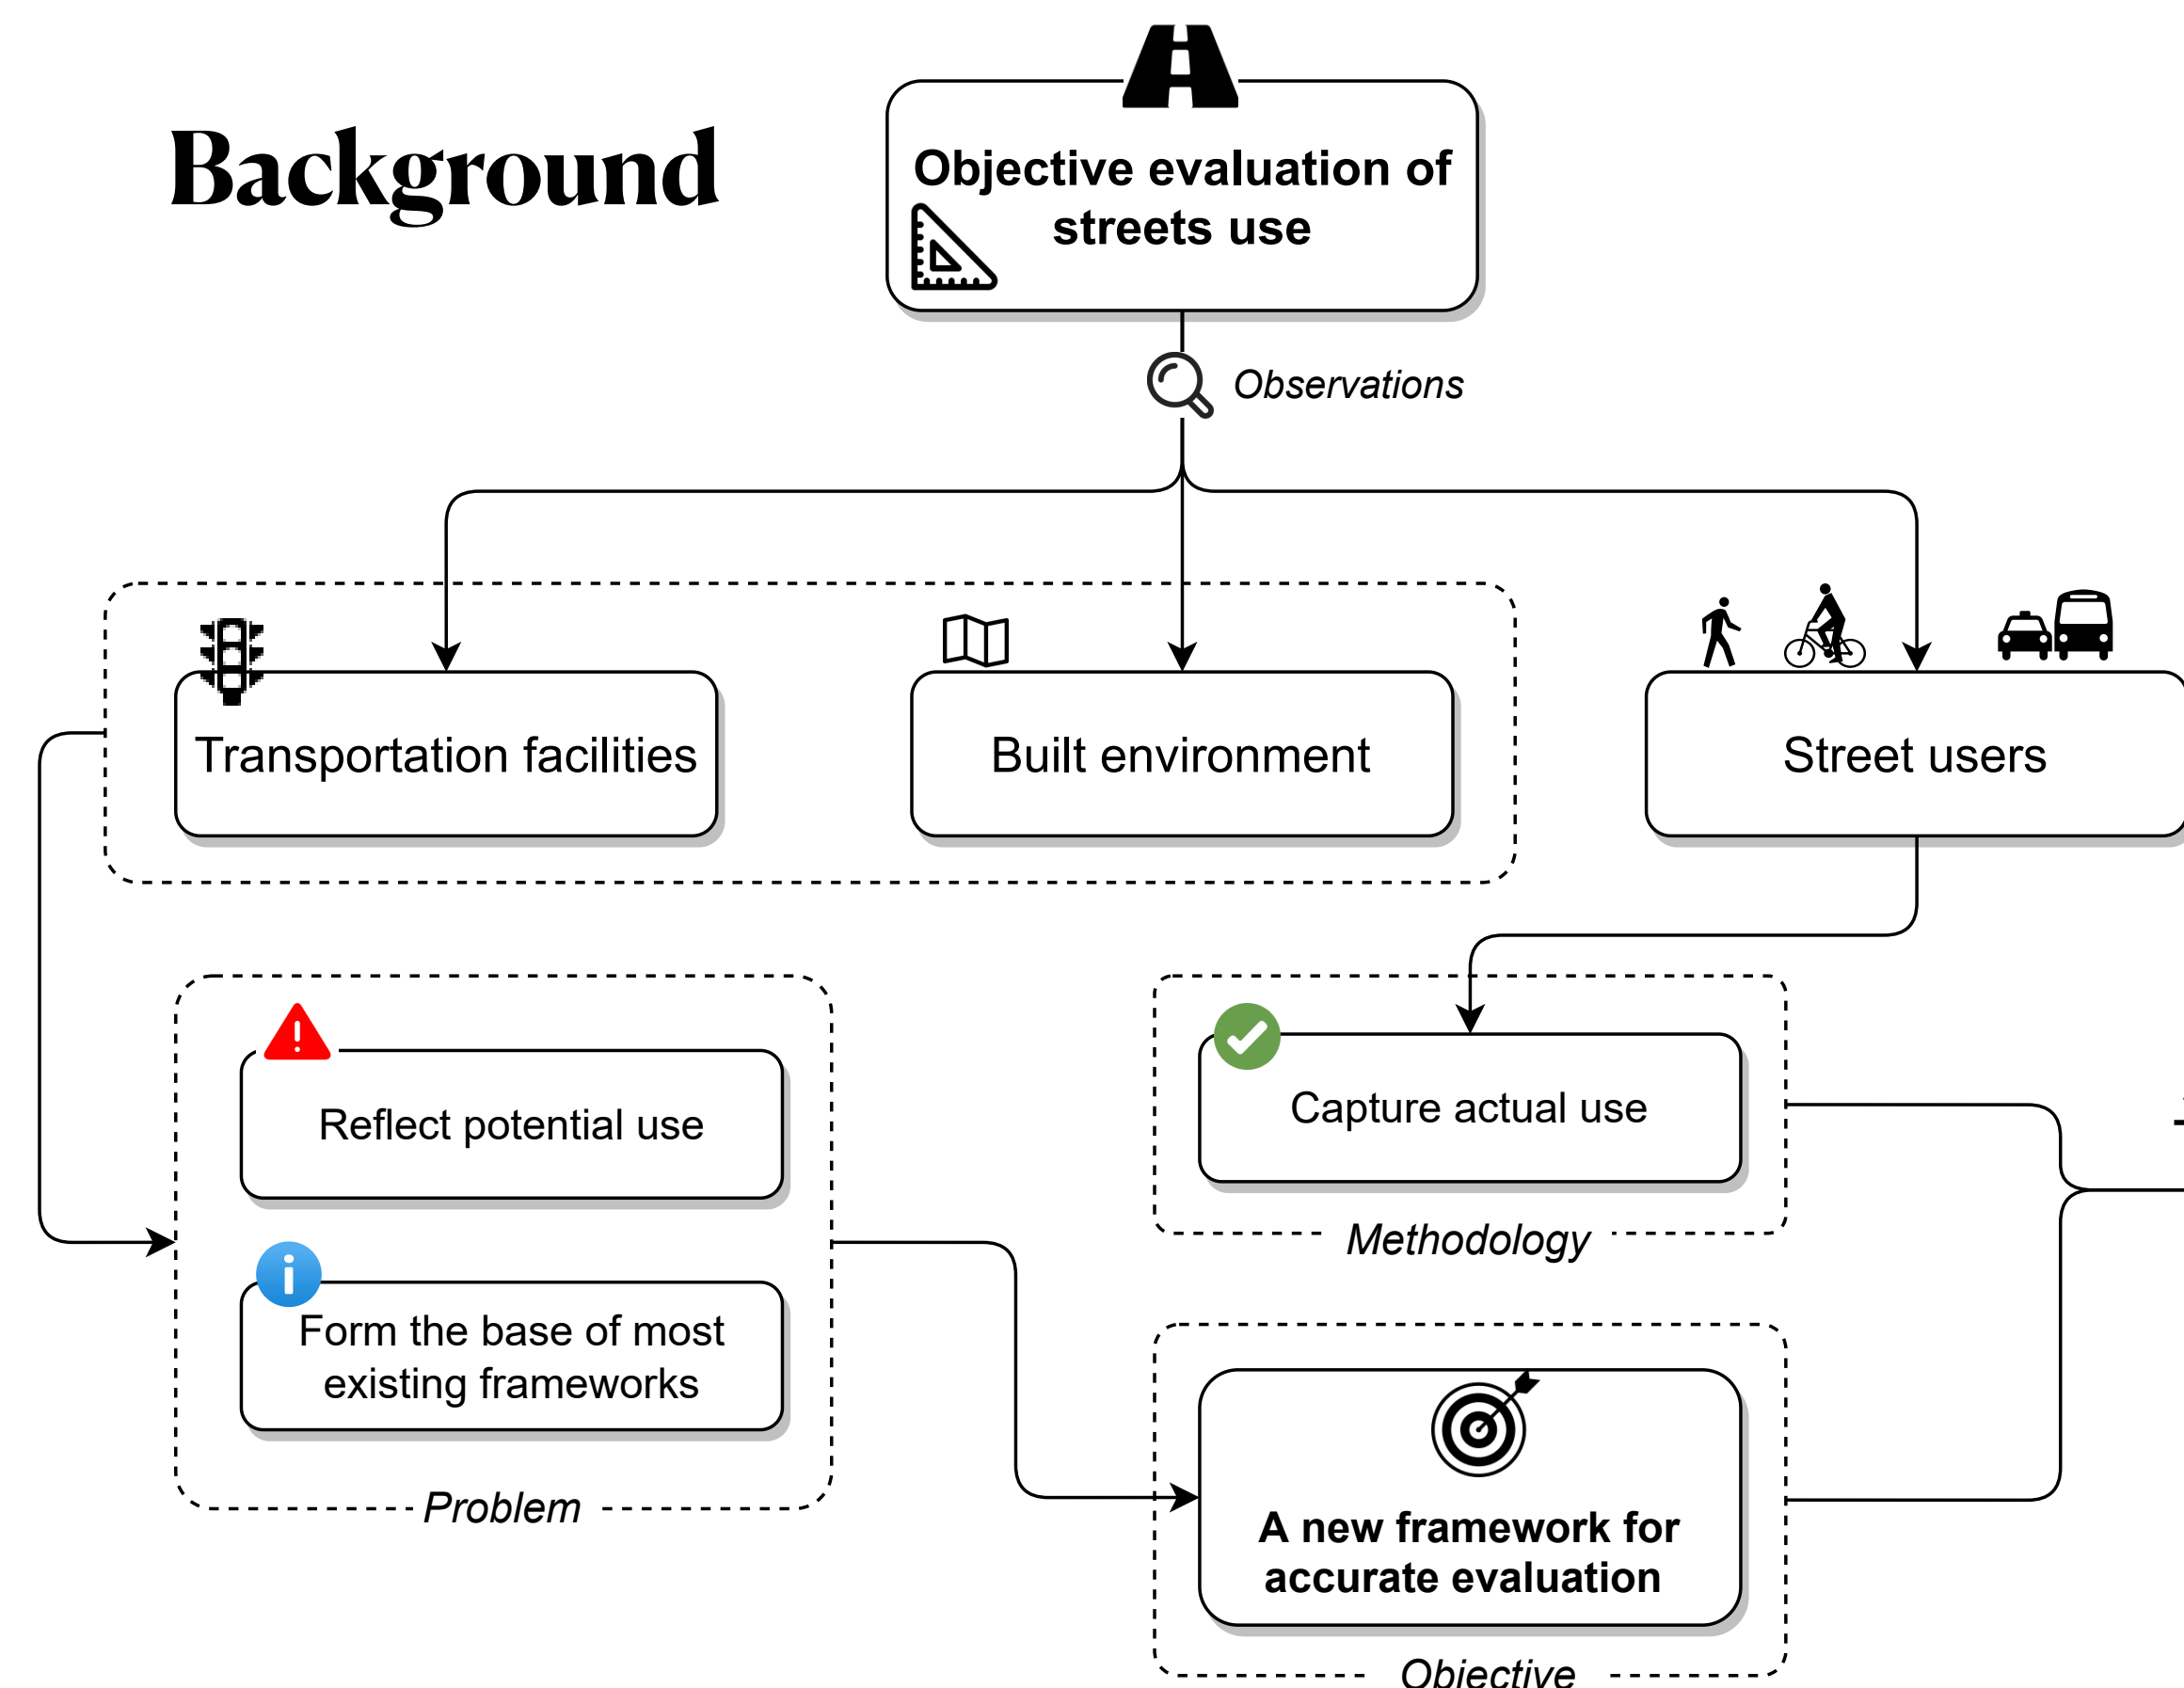 Background
Objective evaluation of
streets use
Observations
Transportation facilities
Built environment
Street users
Reflect potential use
Form the base of most
existing frameworks
Problem
Capture actual use
Methodology
A new framework for
accurate evaluation
Objective